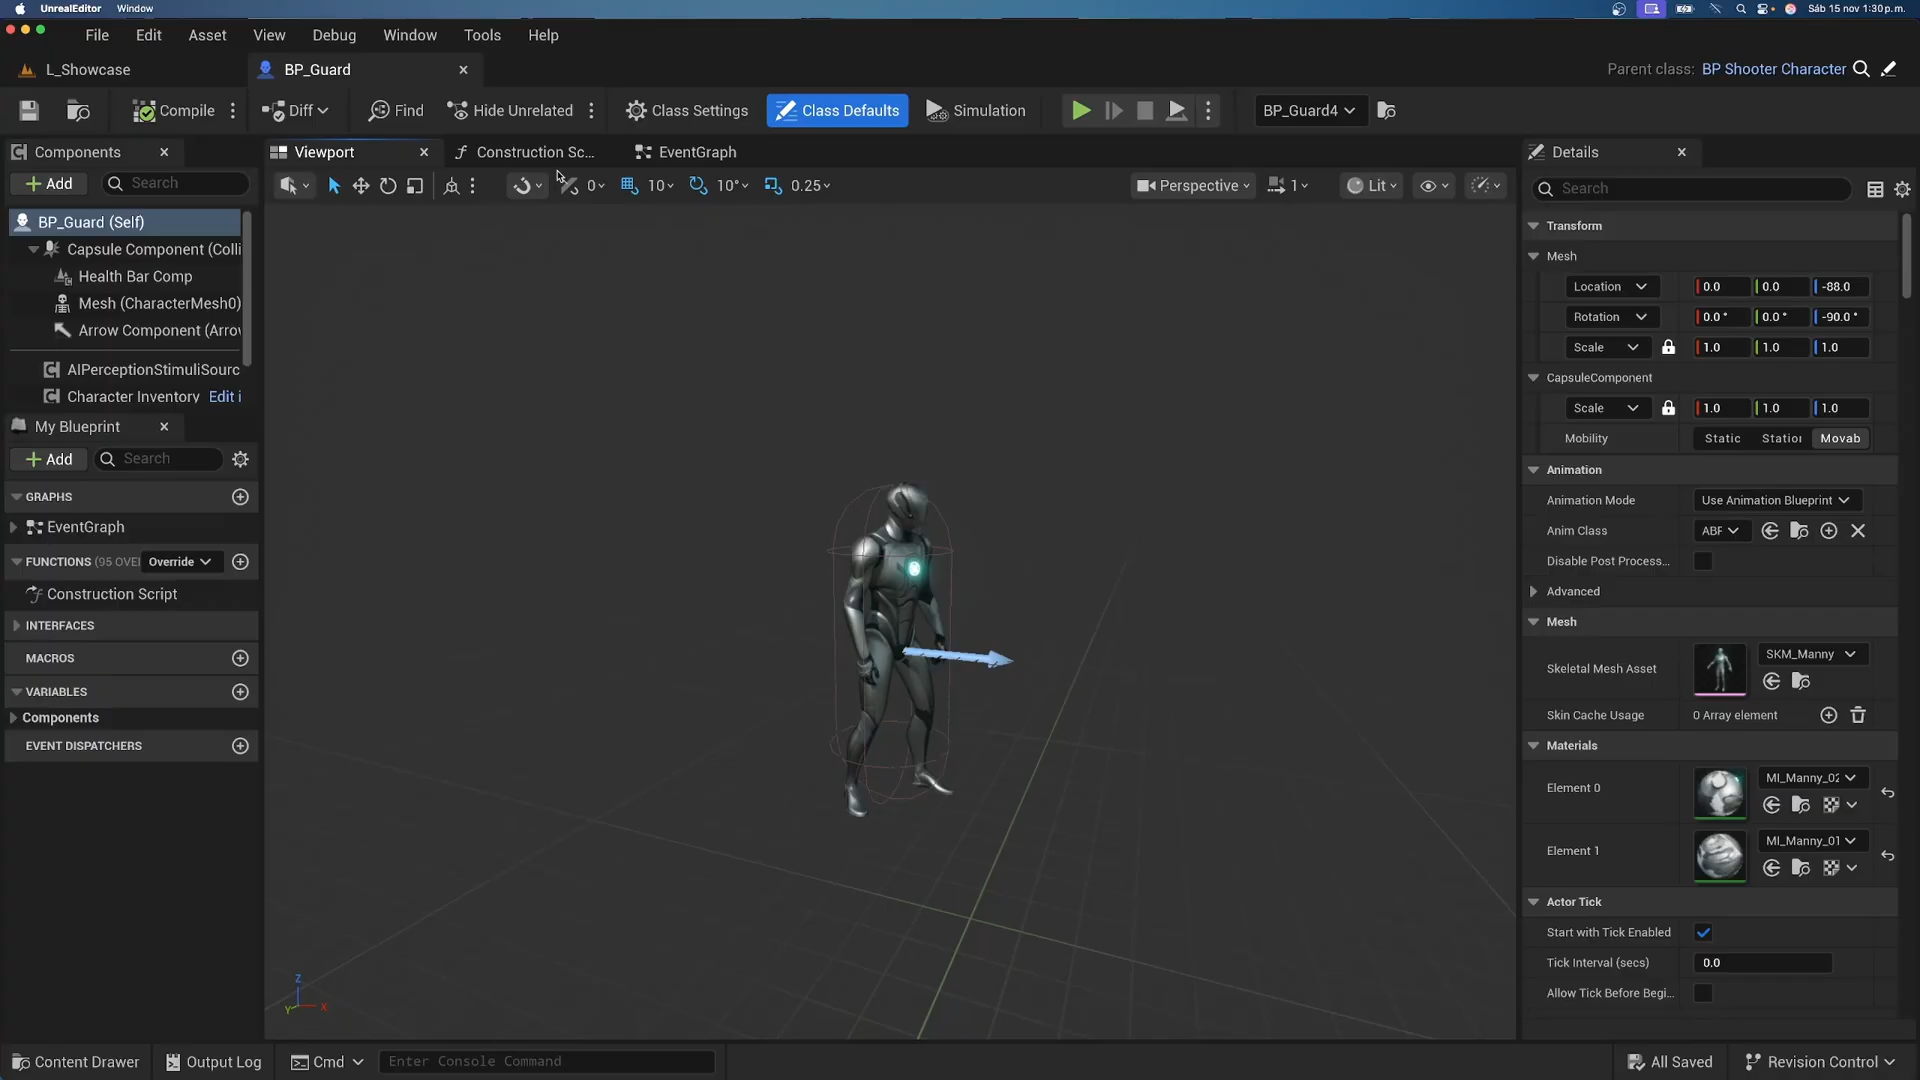 UnrealEditor Window Sáb 15 nov 1:30 p.m.
File Edit Asset View Debug Window Tools Help
L_Showcase BP_Guard Parent class: BP Shooter Character
Compile Diff Find Hide Unrelated Class Settings Class Defaults Simulation BP_Guard4
Components
Add Search
BP_Guard (Self)
Capsule Component (Colli
Health Bar Comp
Mesh (CharacterMesh0)
Arrow Component (Arrov
AIPerceptionStimuliSourc
Character Inventory Edit i
My Blueprint
Add Search
GRAPHS
EventGraph
FUNCTIONS (95 OVEI Override
Construction Script
INTERFACES
MACROS
VARIABLES
Components
EVENT DISPATCHERS
Viewport Construction Sc... EventGraph
0 10 10° 0.25 Perspective 1 Lit
Z
Y X
Details
Search
Transform
Mesh
Location 0.0 0.0 -88.0
Rotation 0.0 ° 0.0 ° -90.0 °
Scale 1.0 1.0 1.0
CapsuleComponent
Scale 1.0 1.0 1.0
Mobility Static Station Movab
Animation
Animation Mode Use Animation Blueprint
Anim Class ABF
Disable Post Process...
Advanced
Mesh
Skeletal Mesh Asset SKM_Manny
Skin Cache Usage 0 Array element
Materials
Element 0 MI_Manny_02
Element 1 MI_Manny_01
Actor Tick
Start with Tick Enabled
Tick Interval (secs) 0.0
Allow Tick Before Begi...
Content Drawer Output Log Cmd Enter Console Command All Saved Revision Control